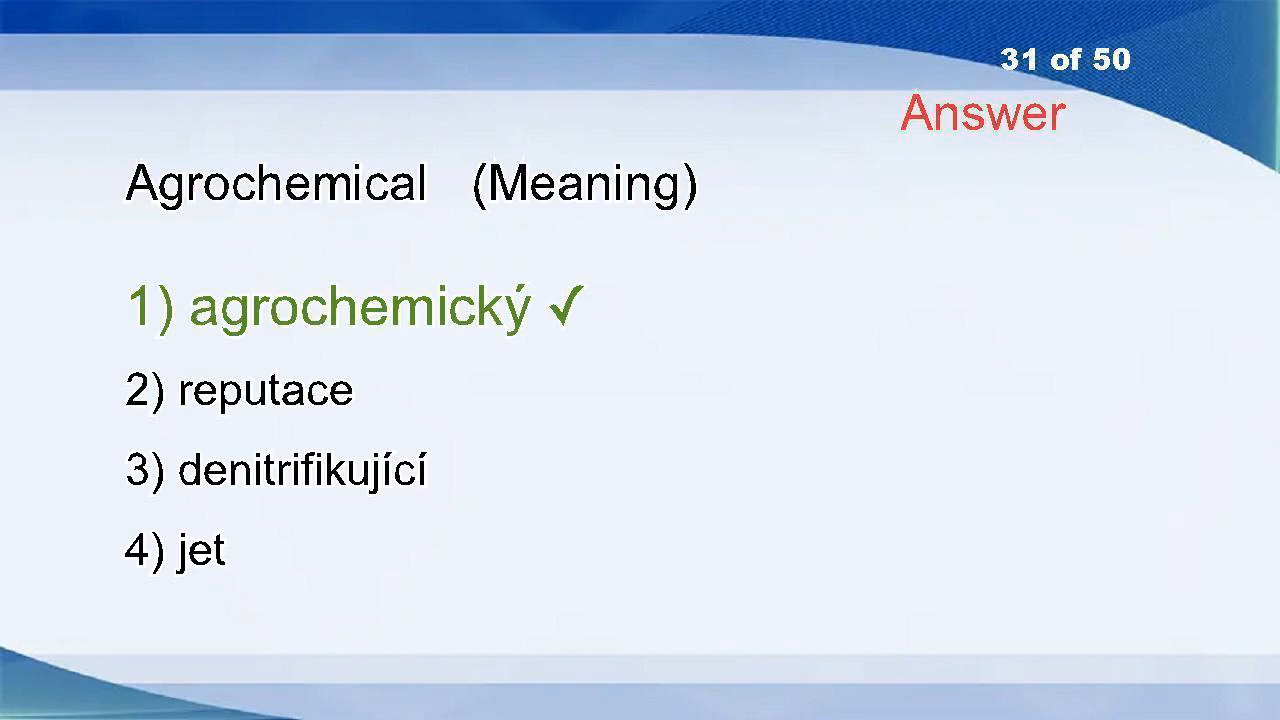 31 of 50
Answer
Agrochemical (Meaning)
1) agrochemický ✓
2) reputace
3) denitrifikující
4) jet